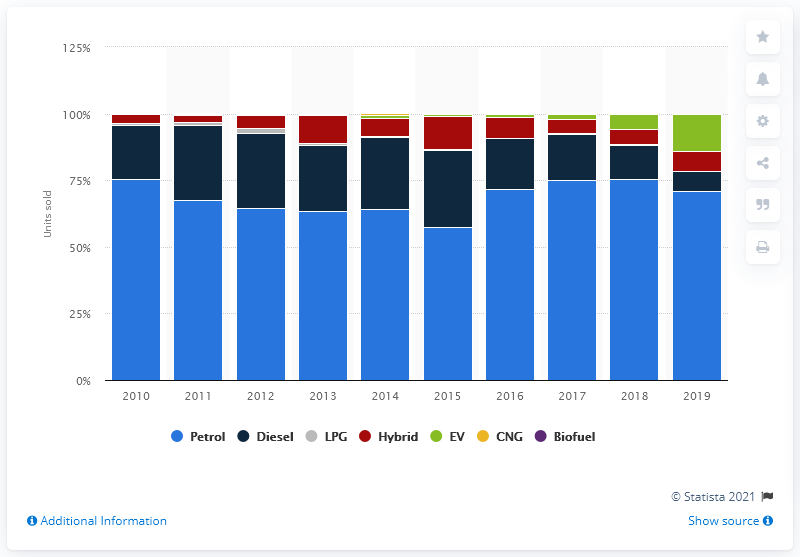 125%
100%
75%
50%
25%
0%
Units sold
2010 2011 2012 2013 2014 2015 2016 2017 2018 2019
Petrol Diesel LPG Hybrid EV CNG Biofuel
© Statista 2021
Additional Information Show source